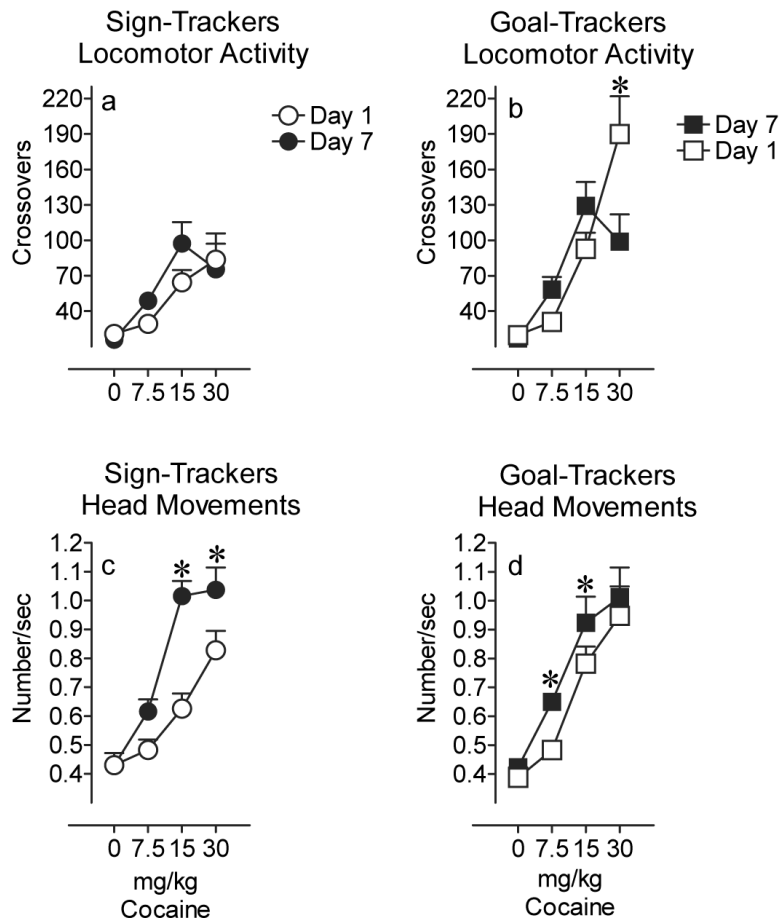 Sign-Trackers
Locomotor Activity
a
Day 1
Day 7
Crossovers
220
190
160
130
100
70
40
0 7.5 15 30
Goal-Trackers
Locomotor Activity
b
*
Day 7
Day 1
Crossovers
220
190
160
130
100
70
40
0 7.5 15 30
Sign-Trackers
Head Movements
c
* *
Number/sec
1.2
1.1
1.0
0.9
0.8
0.7
0.6
0.5
0.4
0 7.5 15 30
mg/kg
Cocaine
Goal-Trackers
Head Movements
d
*
*
Number/sec
1.2
1.1
1.0
0.9
0.8
0.7
0.6
0.5
0.4
0 7.5 15 30
mg/kg
Cocaine